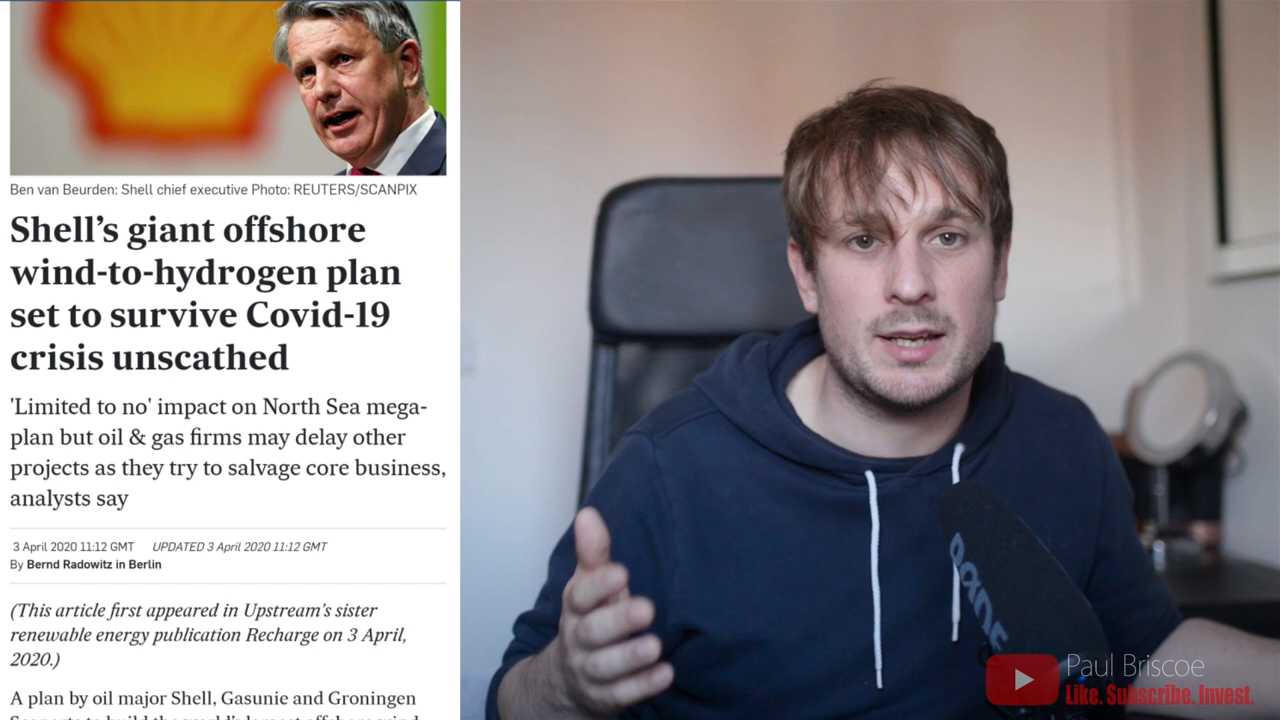 Ben van Beurden: Shell chief executive Photo: REUTERS/SCANPIX
Shell’s giant offshore
wind-to-hydrogen plan
set to survive Covid-19
crisis unscathed
'Limited to no' impact on North Sea mega-
plan but oil & gas firms may delay other
projects as they try to salvage core business,
analysts say
3 April 2020 11:12 GMT UPDATED 3 April 2020 11:12 GMT
By Bernd Radowitz in Berlin
(This article first appeared in Upstream's sister
renewable energy publication Recharge on 3 April,
2020.)
A plan by oil major Shell, Gasunie and Groningen
RØDE
Paul Briscoe
Like. Subscribe. Invest.